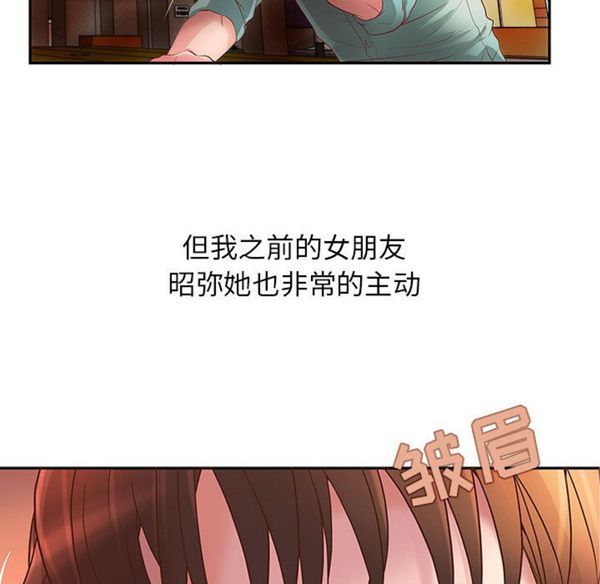 但我之前的女朋友
昭弥她也非常的主动
皱眉